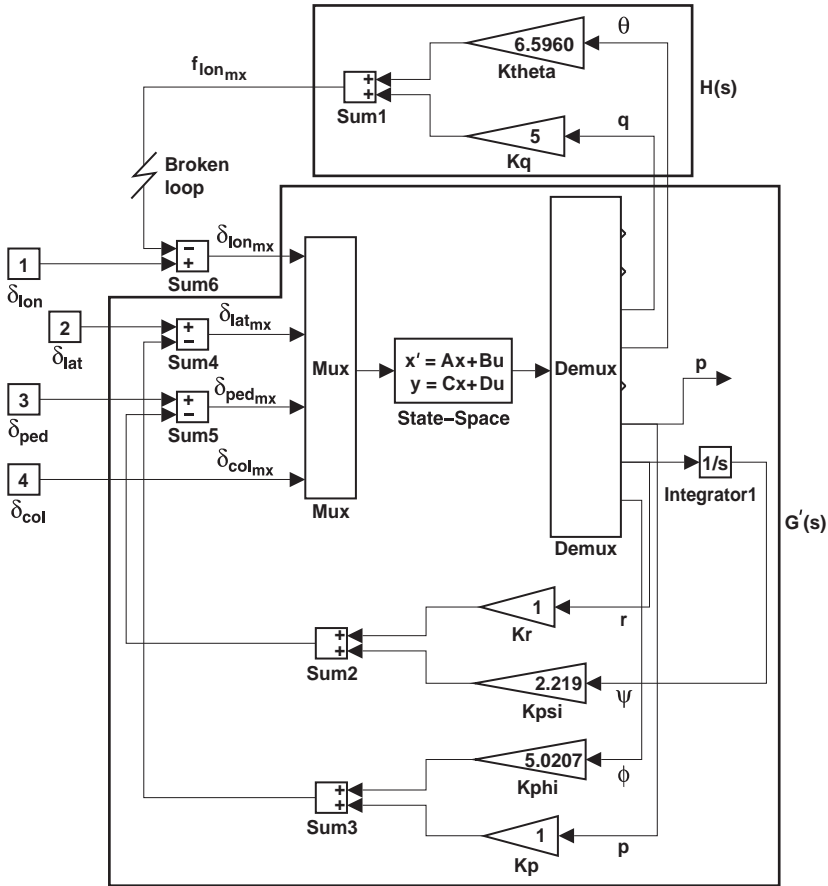 6.5960
θ
Ktheta
f_lon_mx
+
+
Sum1
H(s)
5
q
Kq
Broken
loop
−
+
Sum6
δ_lon_mx
1
δ_lon
2
δ_lat
+
−
Sum4
δ_lat_mx
Mux
x' = Ax+Bu
y = Cx+Du
State−Space
Demux
p
3
δ_ped
+
−
Sum5
δ_ped_mx
4
δ_col
δ_col_mx
Mux
1/s
Integrator1
Demux
G'(s)
1
r
Kr
+
+
Sum2
2.219
ψ
Kpsi
5.0207
ϕ
Kphi
+
+
Sum3
1
p
Kp